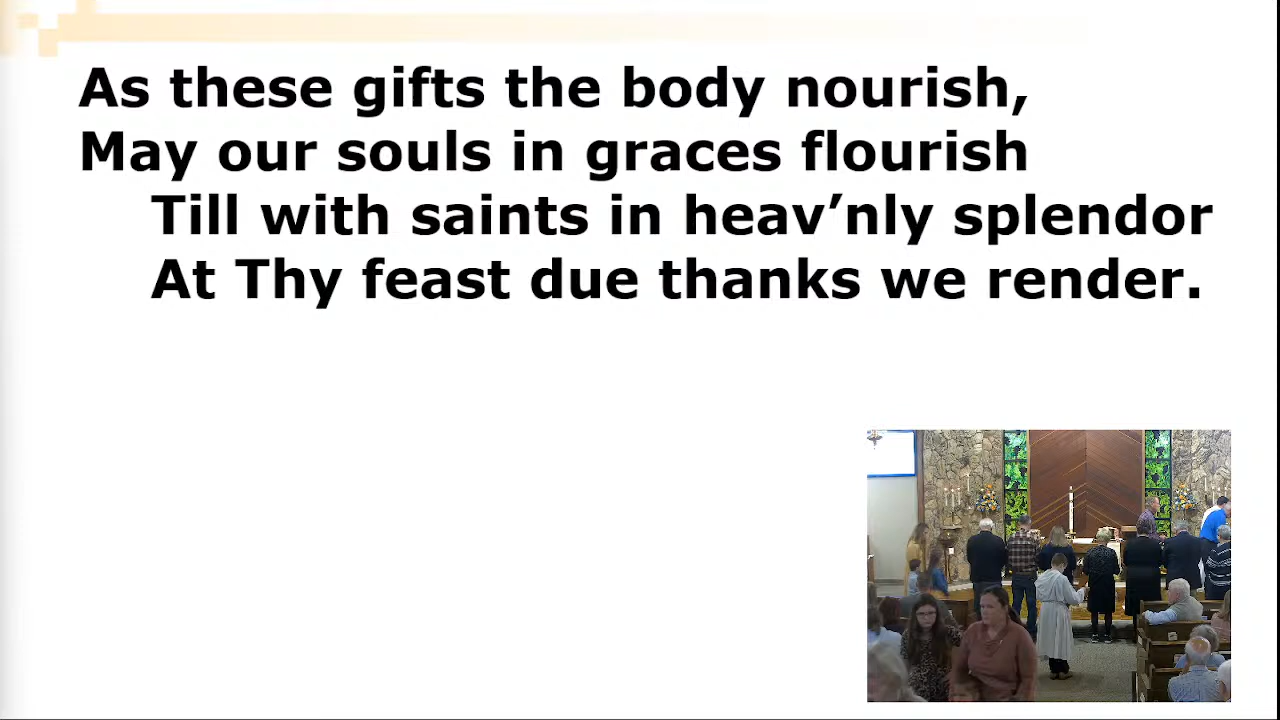 As these gifts the body nourish,
May our souls in graces flourish
Till with saints in heav’nly splendor
At Thy feast due thanks we render.